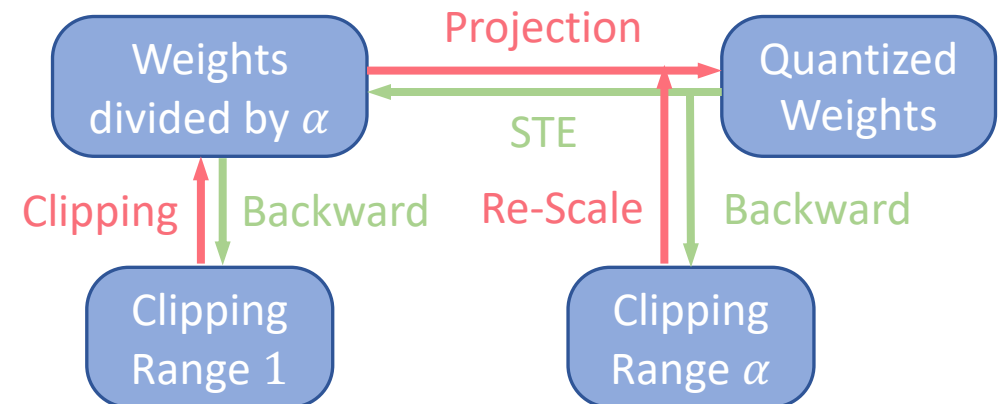 Projection
Weights
divided by α
Quantized
Weights
STE
Clipping
Backward
Re-Scale
Backward
Clipping
Range 1
Clipping
Range α